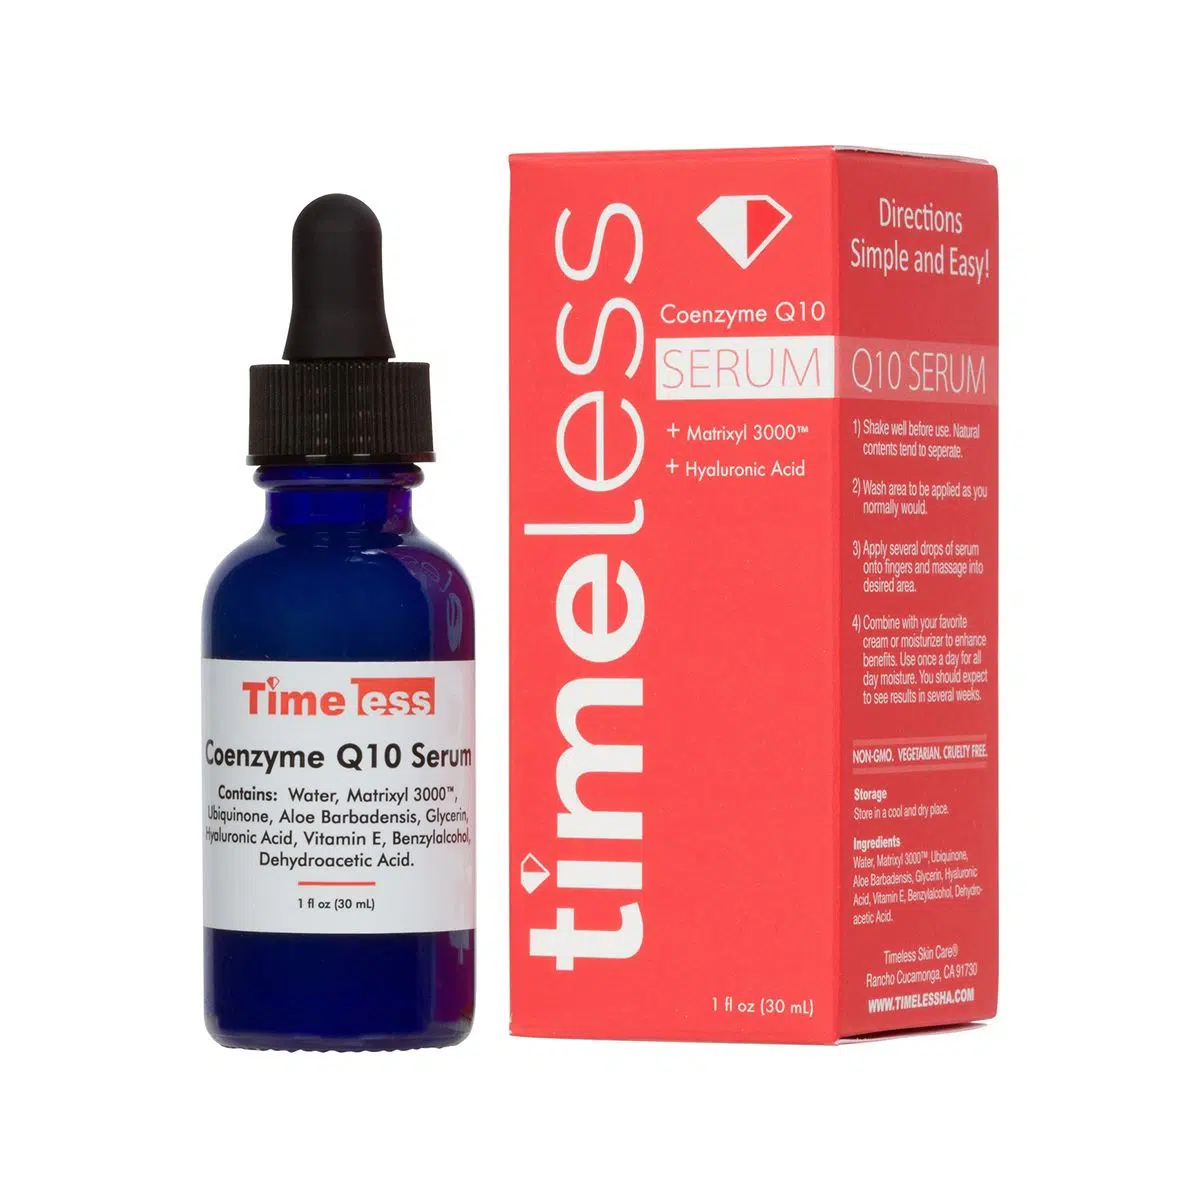 Time less
Coenzyme Q10 Serum
Contains: Water, Matrixyl 3000™,
Ubiquinone, Aloe Barbadensis, Glycerin,
Hyaluronic Acid, Vitamin E, Benzylalcohol,
Dehydroacetic Acid.
1 fl oz (30 mL)
timeless
Coenzyme Q10
SERUM
+ Matrixyl 3000™
+ Hyaluronic Acid
1 fl oz (30 mL)
Directions
Simple and Easy!
Q10 SERUM
1) Shake well before use. Natural
contents tend to seperate.
2) Wash area to be applied as you
normally would.
3) Apply several drops of serum
onto fingers and massage into
desired area.
4) Combine with your favorite
cream or moisturizer to enhance
benefits. Use once a day for all
day moisture. You should expect
to see results in several weeks.
NON-GMO. VEGETARIAN. CRUELTY FREE.
Storage
Store in a cool and dry place.
Ingredients
Water, Matrixyl 3000™, Ubiquinone,
Aloe Barbadensis, Glycerin, Hyaluronic
Acid, Vitamin E, Benzylalcohol, Dehydro-
acetic Acid.
Timeless Skin Care®
Rancho Cucamonga, CA 91730
WWW.TIMELESSHA.COM